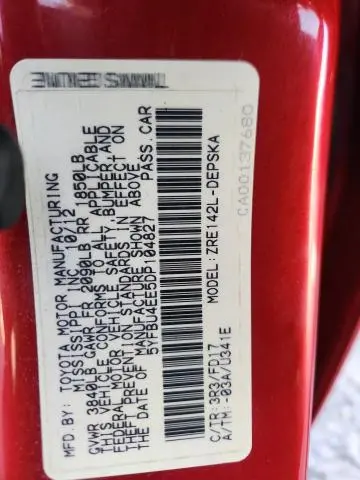 MFD BY: TOYOTA MOTOR MANUFACTURING
MISSISSIPPI, INC. 10/12
GVWR 3840LB GAWR FR 2090LB RR 1850LB
THIS VEHICLE CONFORMS TO ALL APPLICABLE
FEDERAL MOTOR VEHICLE SAFETY, BUMPER, AND
THEFT PREVENTION STANDARDS IN EFFECT ON
THE DATE OF MANUFACTURE SHOWN ABOVE.
5YFBU4EE5DP104827 PASS.CAR
MODEL: ZRE142L-DEPSKA
C/TR: 3R3/FD17
A/TM: -03A/U341E
CA00137680